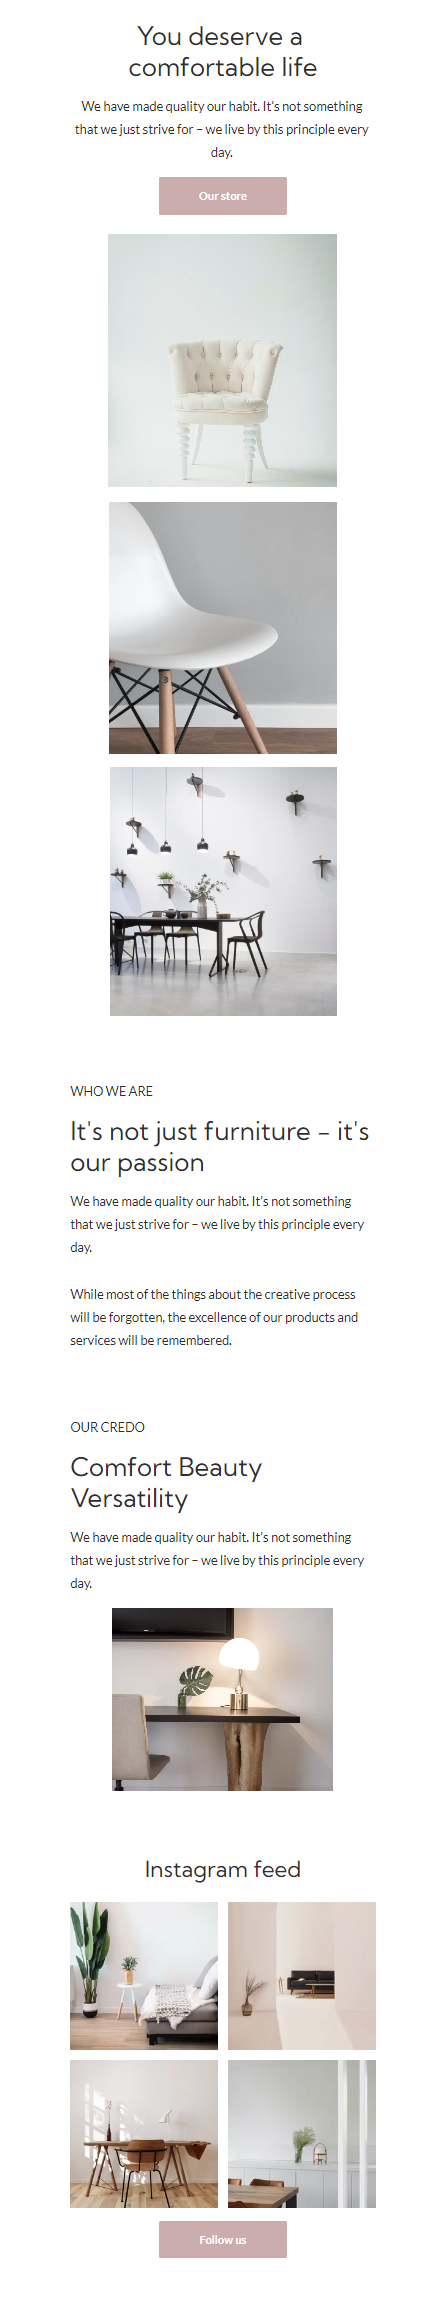 You deserve a
comfortable life
We have made quality our habit. It's not something
that we just strive for – we live by this principle every
day.
Our store
WHO WE ARE
It's not just furniture - it's
our passion
We have made quality our habit. It's not something
that we just strive for – we live by this principle every
day.
While most of the things about the creative process
will be forgotten, the excellence of our products and
services will be remembered.
OUR CREDO
Comfort Beauty
Versatility
We have made quality our habit. It's not something
that we just strive for – we live by this principle every
day.
Instagram feed
Follow us